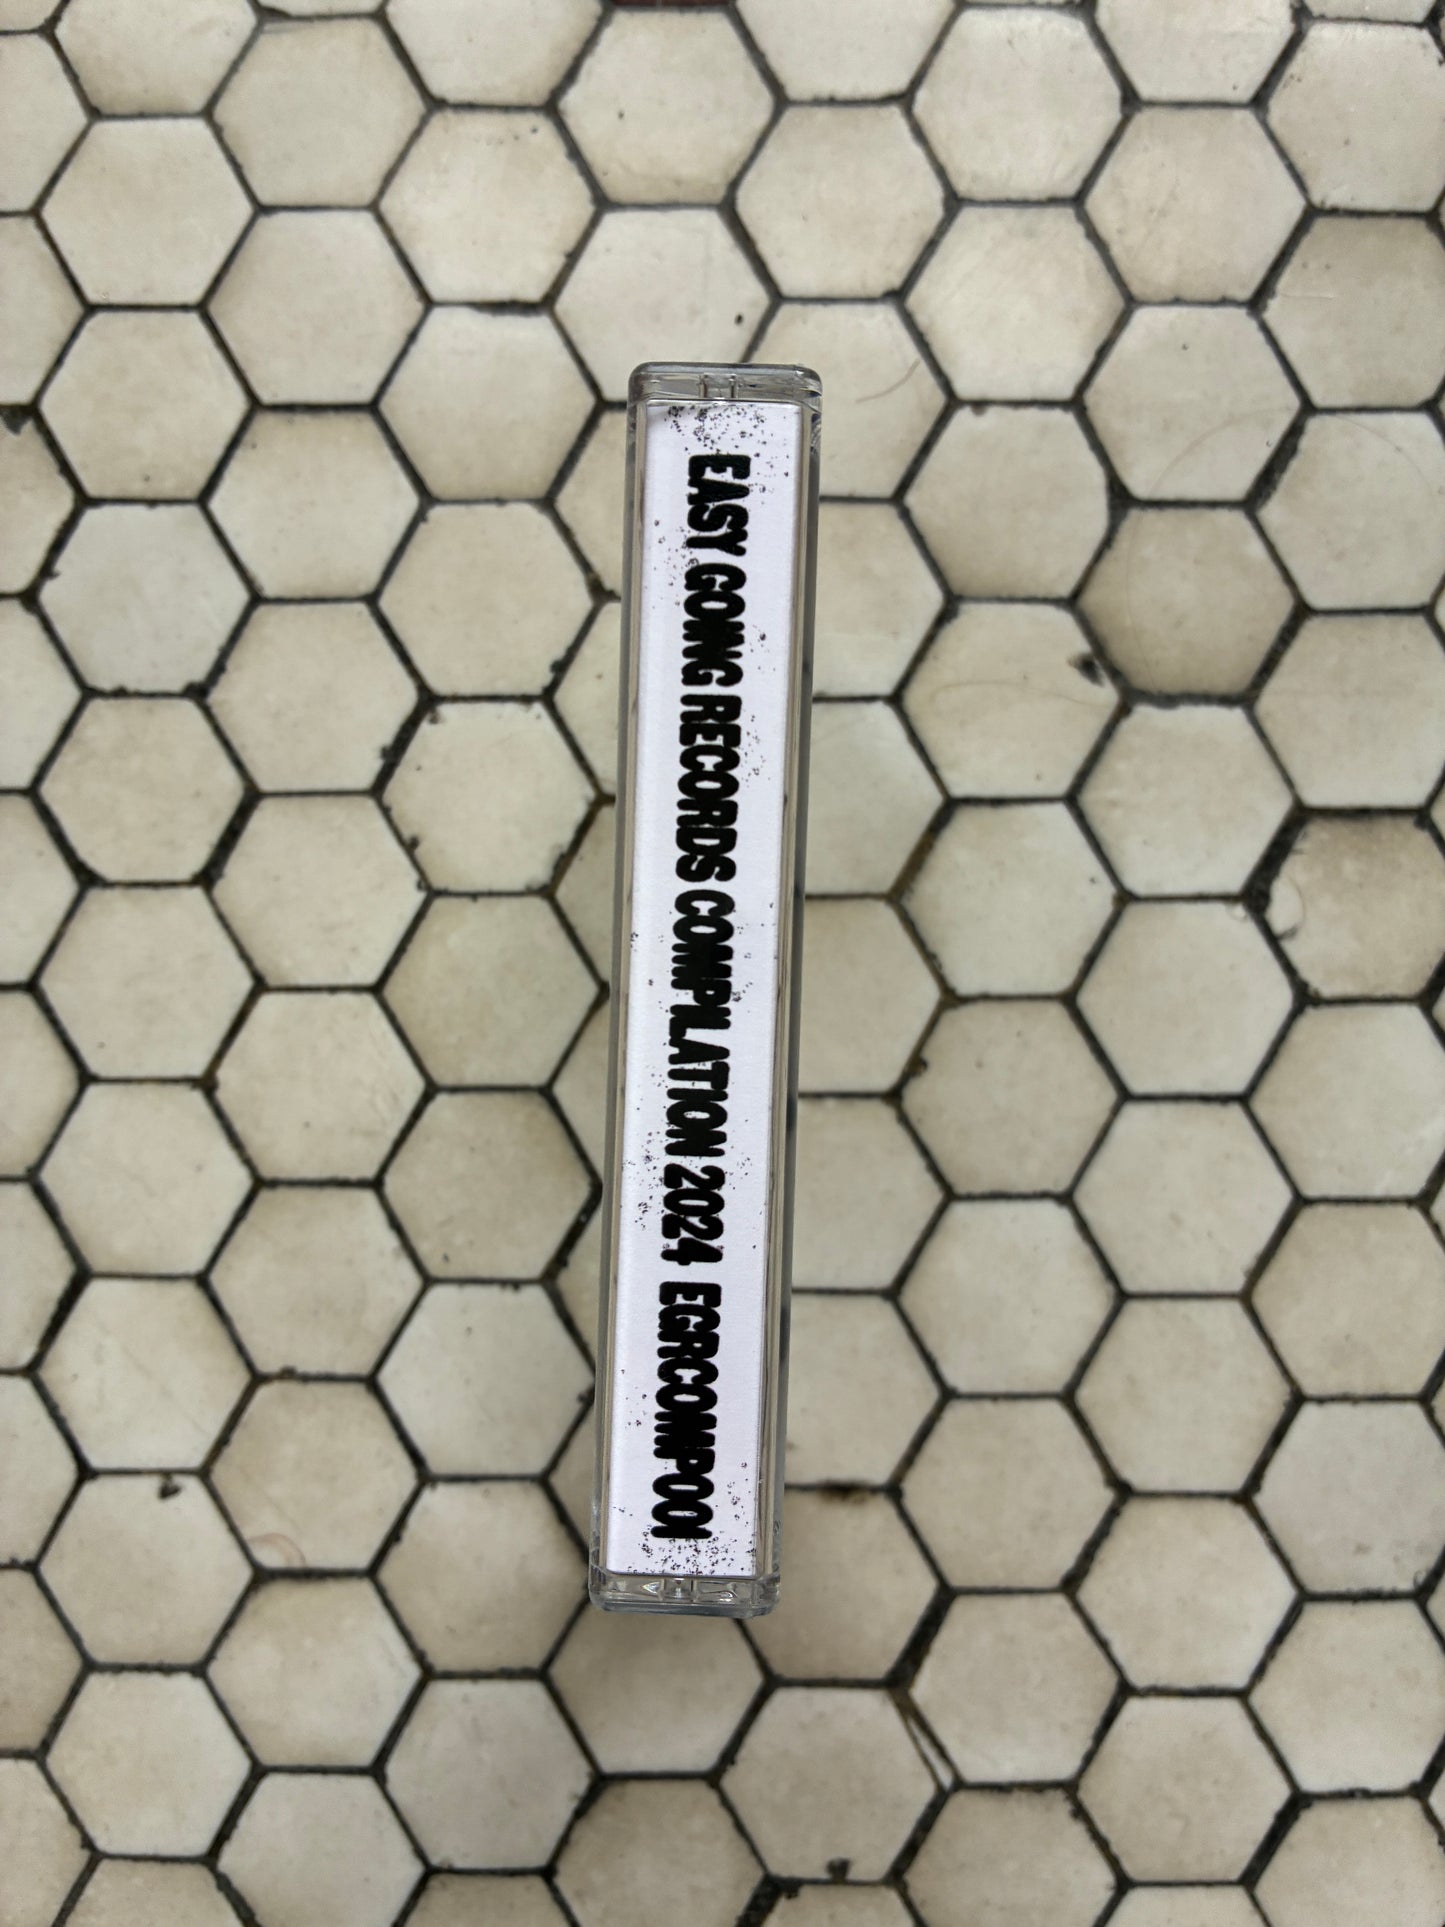 EASY GOING RECORDS COMPILATION 2024 EGRCOMP001